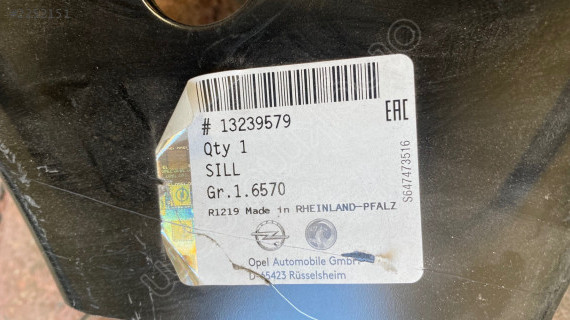 # 13239579
Qty 1
SILL
Gr.1.6570
R1219 Made in RHEINLAND-PFALZ
Opel Automobile GmbH
D-65423 Rüsselsheim
EAC
S647473516